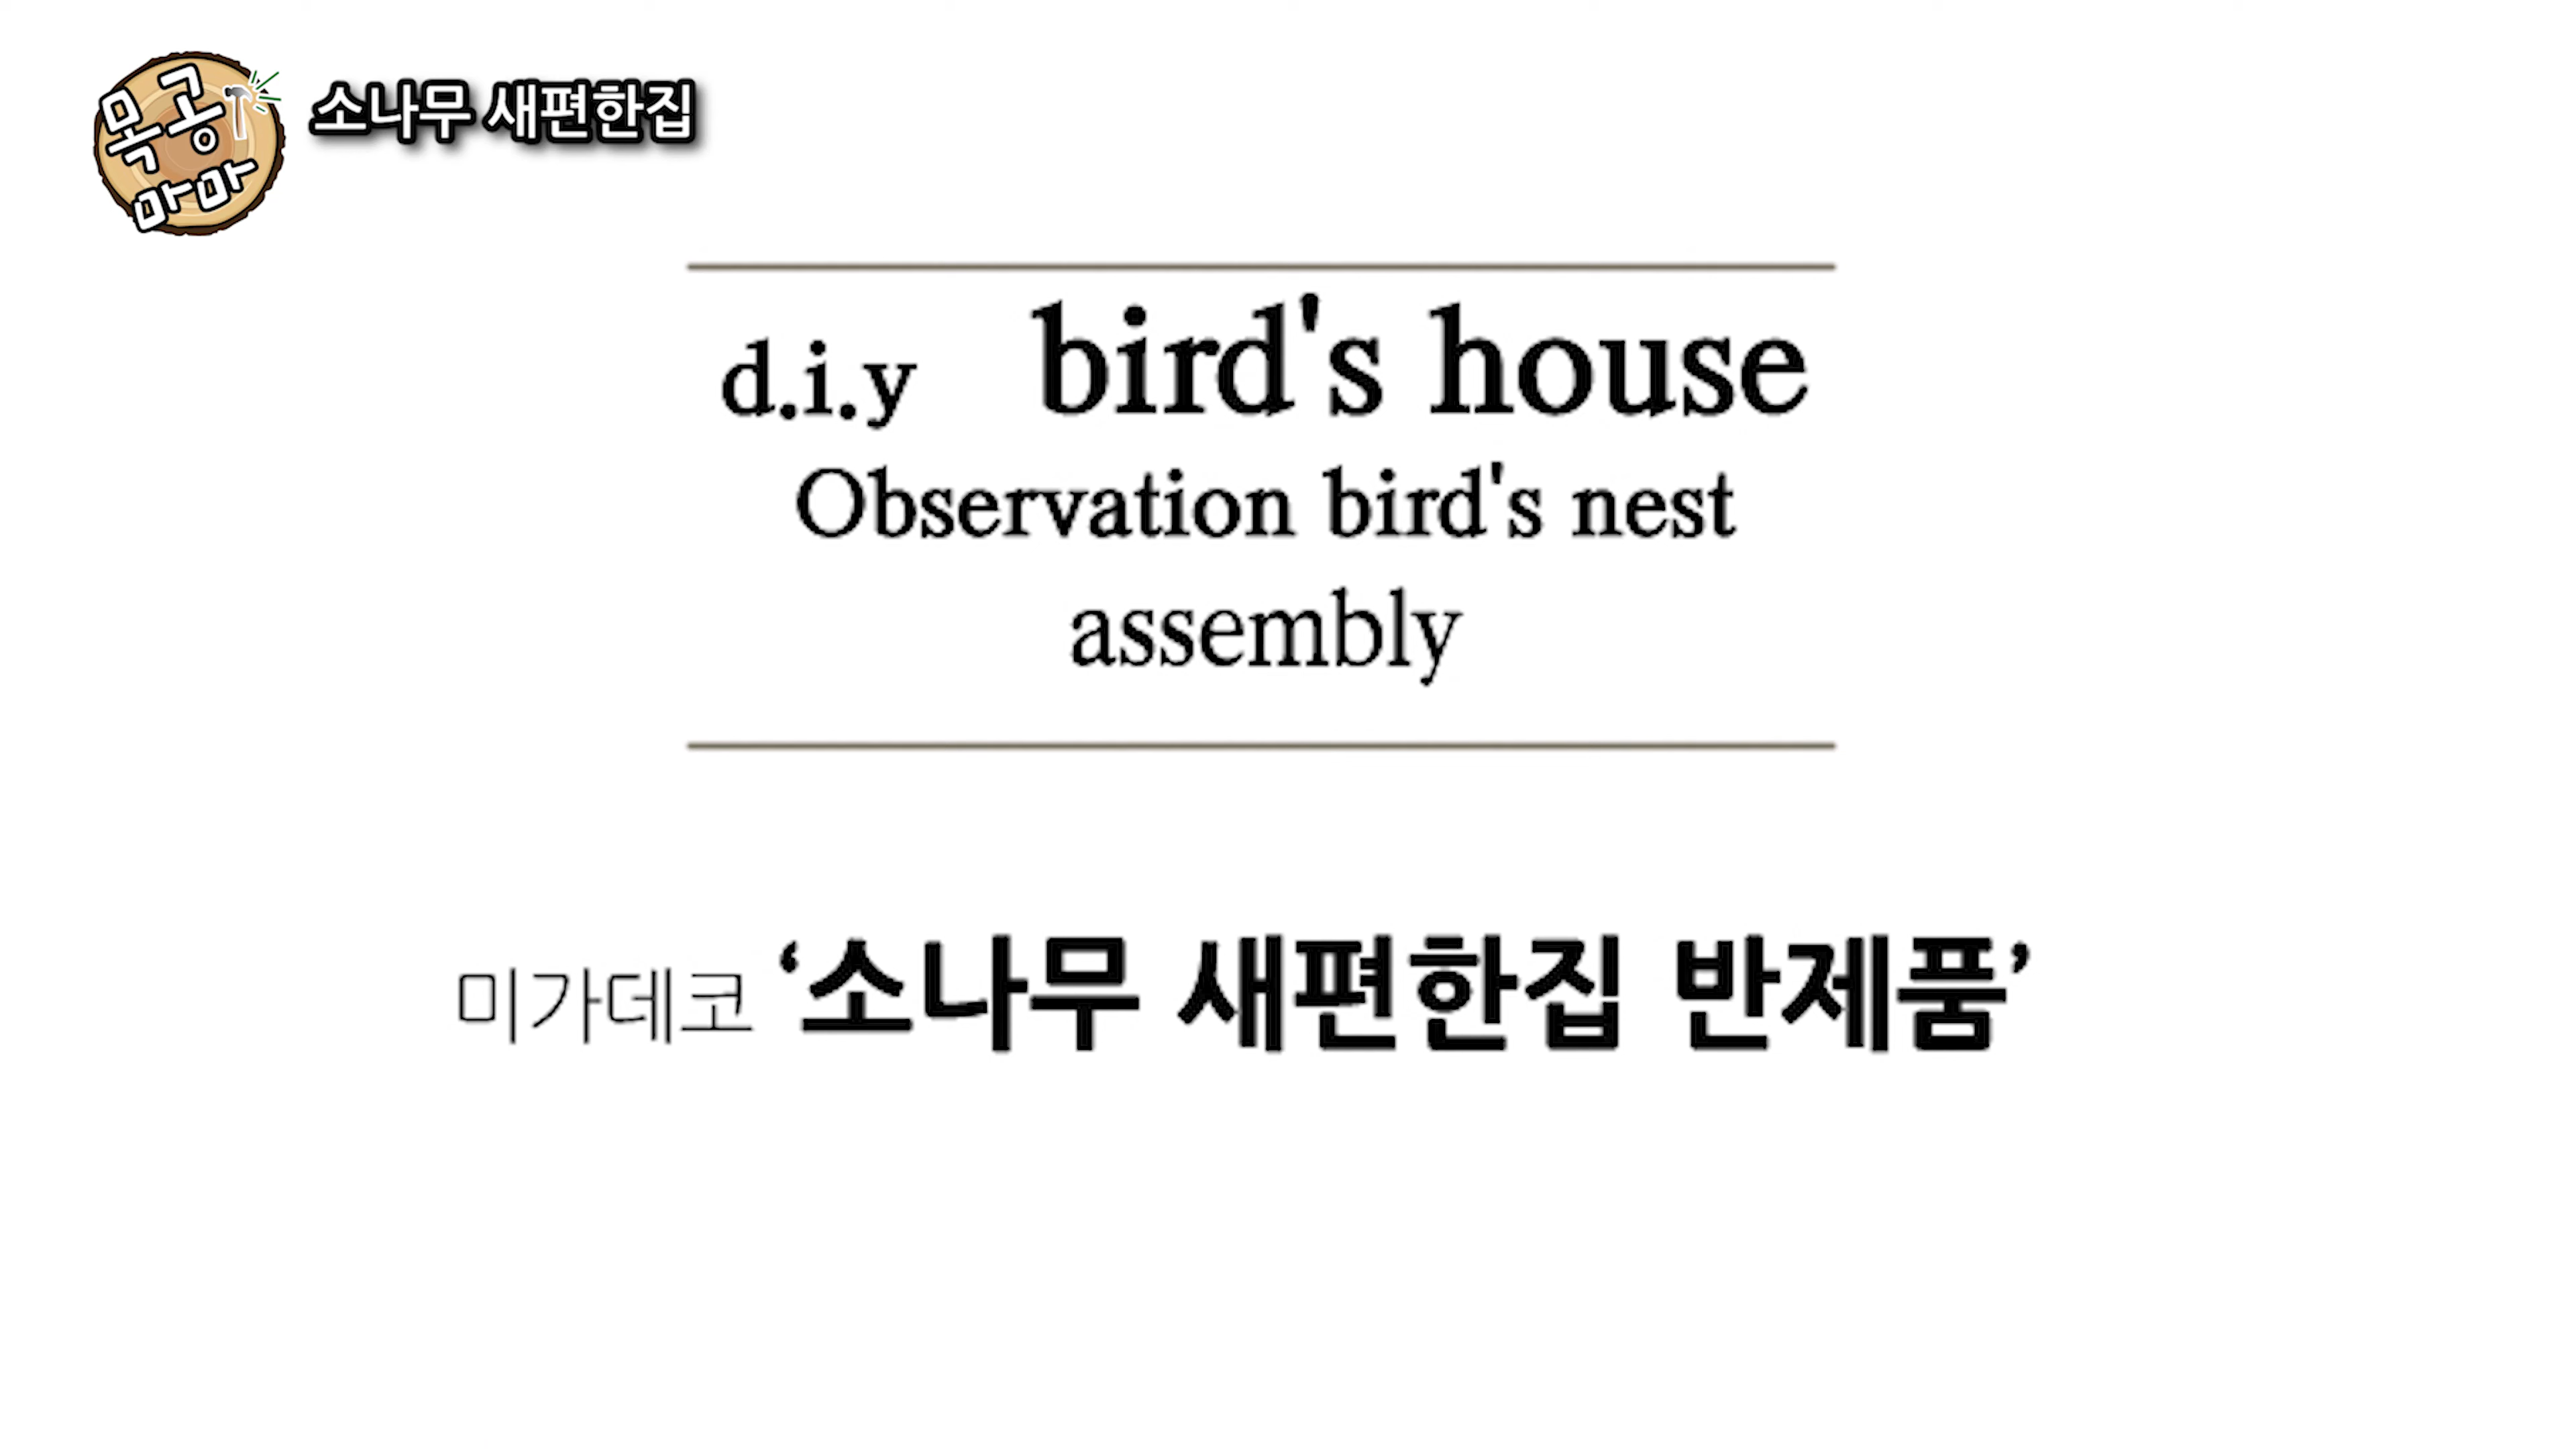 목공
마마
소나무 새편한집
d.i.y bird's house
Observation bird's nest
assembly
미가데코 ‘소나무 새편한집 반제품’